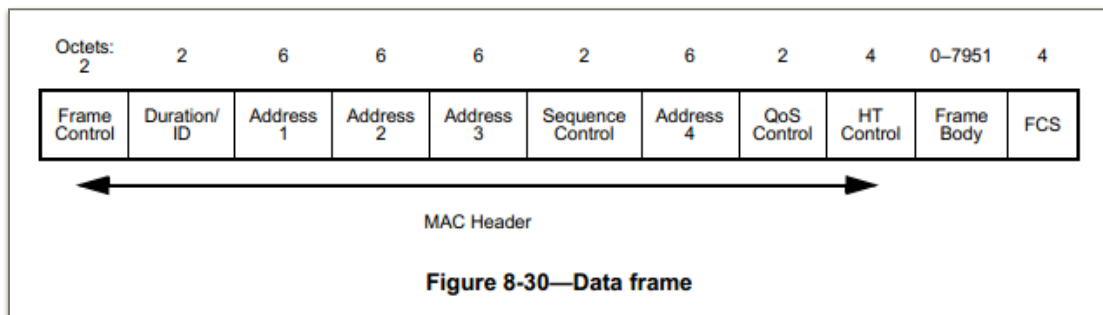 Octets:
2 2 6 6 6 2 6 2 4 0–7951 4
Frame Control Duration/ ID Address 1 Address 2 Address 3 Sequence Control Address 4 QoS Control HT Control Frame Body FCS
MAC Header
Figure 8-30—Data frame